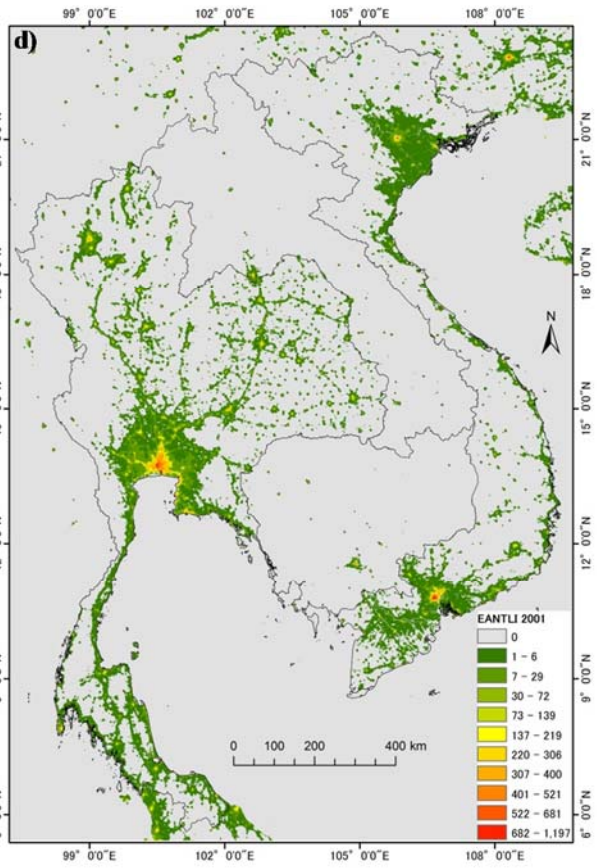 99° 0'0"E 102° 0'0"E 105° 0'0"E 108° 0'0"E
d)
21° 0'0"N
18° 0'0"N
N
15° 0'0"N
12° 0'0"N
9° 0'0"N
6° 0'0"N
EANTLI 2001
0
1 - 6
7 - 29
30 - 72
73 - 139
137 - 219
220 - 306
307 - 400
401 - 521
522 - 681
682 - 1,197
0 100 200 400 km
99° 0'0"E 102° 0'0"E 105° 0'0"E 108° 0'0"E